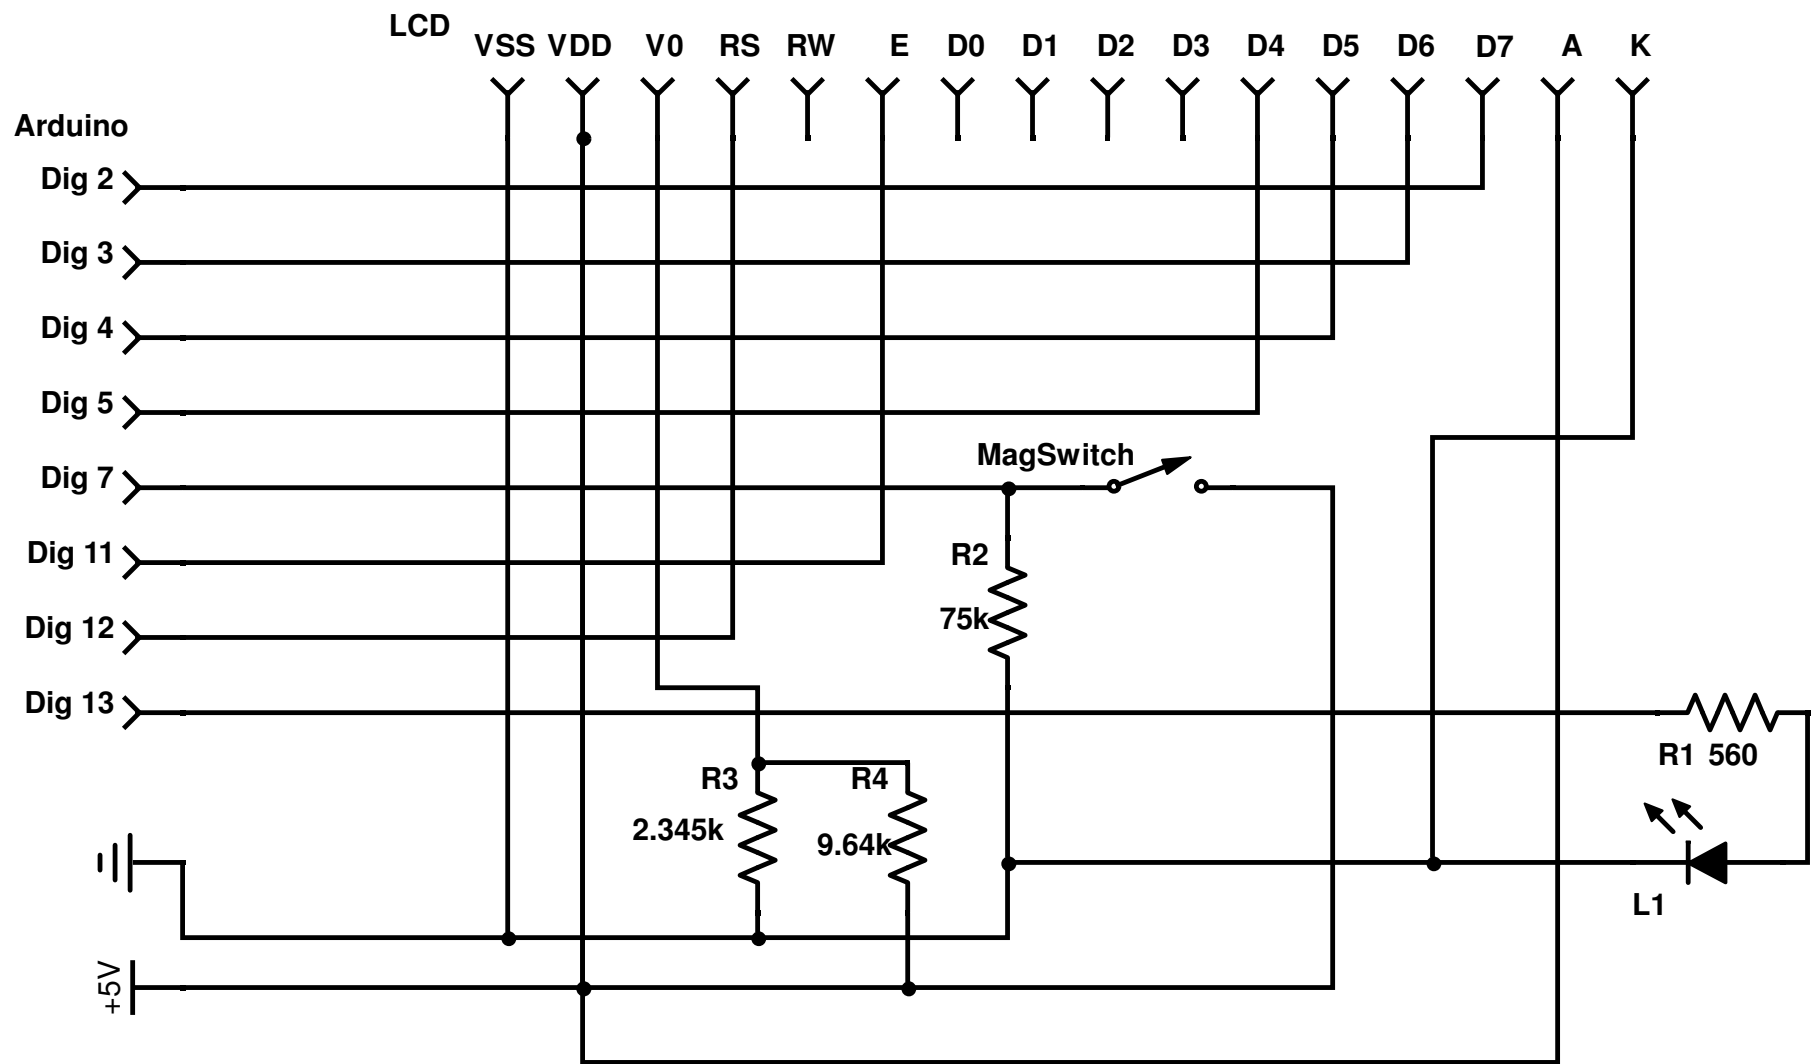 LCD
VSS VDD V0 RS RW E D0 D1 D2 D3 D4 D5 D6 D7 A K
Arduino
Dig 2
Dig 3
Dig 4
Dig 5
MagSwitch
Dig 7
Dig 11
R2
75k
Dig 12
Dig 13
R1 560
R3 R4
2.345k 9.64k
L1
+5V